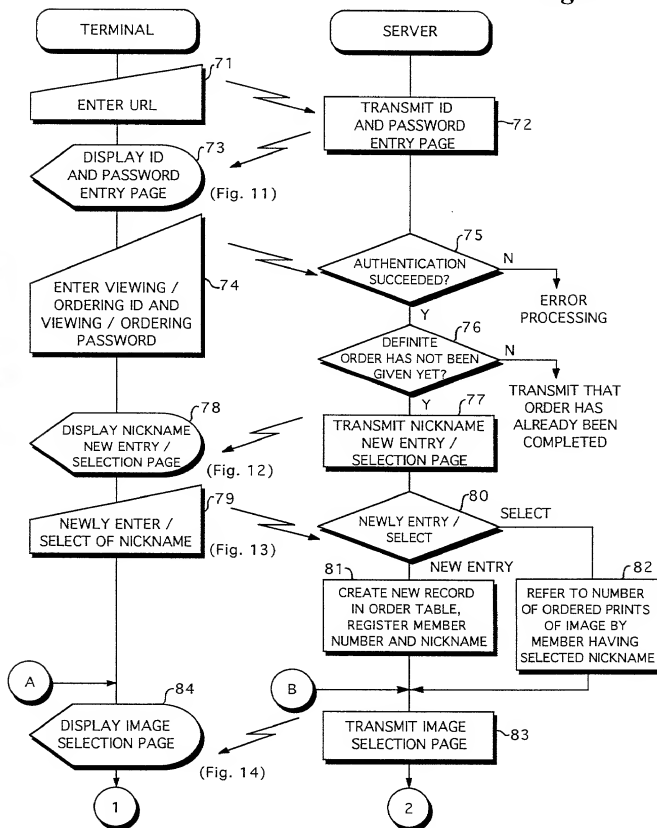 TERMINAL
SERVER
71
ENTER URL
TRANSMIT ID
AND PASSWORD
ENTRY PAGE
72
73
DISPLAY ID
AND PASSWORD
ENTRY PAGE
(Fig. 11)
74
ENTER VIEWING /
ORDERING ID AND
VIEWING / ORDERING
PASSWORD
75
AUTHENTICATION
SUCCEEDED?
N
ERROR
PROCESSING
Y
76
DEFINITE
ORDER HAS NOT BEEN
GIVEN YET?
N
TRANSMIT THAT
ORDER HAS
ALREADY BEEN
COMPLETED
Y
77
TRANSMIT NICKNAME
NEW ENTRY /
SELECTION PAGE
78
DISPLAY NICKNAME
NEW ENTRY /
SELECTION PAGE
(Fig. 12)
79
NEWLY ENTER /
SELECT OF NICKNAME
(Fig. 13)
80
NEWLY ENTRY /
SELECT
SELECT
NEW ENTRY
81
CREATE NEW RECORD
IN ORDER TABLE,
REGISTER MEMBER
NUMBER AND NICKNAME
82
REFER TO NUMBER
OF ORDERED PRINTS
OF IMAGE BY
MEMBER HAVING
SELECTED NICKNAME
A
B
84
DISPLAY IMAGE
SELECTION PAGE
(Fig. 14)
TRANSMIT IMAGE
SELECTION PAGE
83
1
2